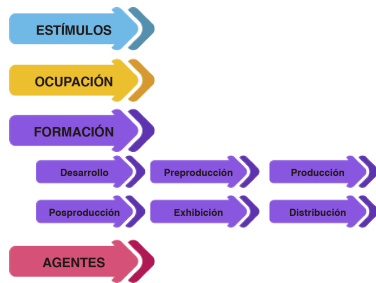 ESTÍMULOS
OCUPACIÓN
FORMACIÓN
Desarrollo Preproducción Producción
Posproducción Exhibición Distribución
AGENTES